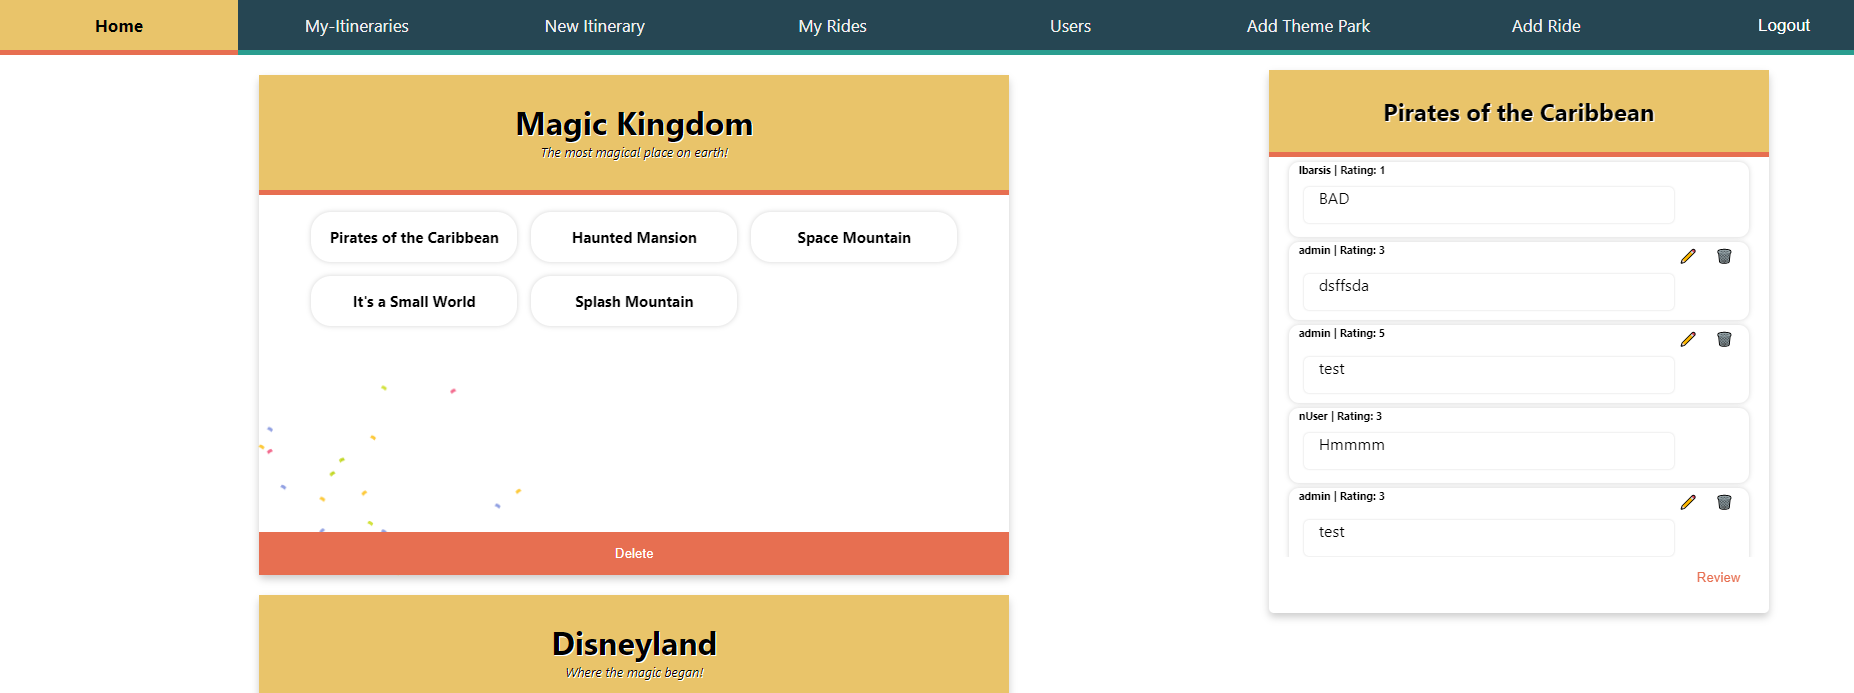 Home
My-Itineraries
New Itinerary
My Rides
Users
Add Theme Park
Add Ride
Logout
Magic Kingdom
The most magical place on earth!
Pirates of the Caribbean
Haunted Mansion
Space Mountain
It's a Small World
Splash Mountain
Delete
Disneyland
Where the magic began!
Pirates of the Caribbean
lbarsis | Rating: 1
BAD
admin | Rating: 3
dsffsda
admin | Rating: 5
test
nUser | Rating: 3
Hmmmm
admin | Rating: 3
test
Review